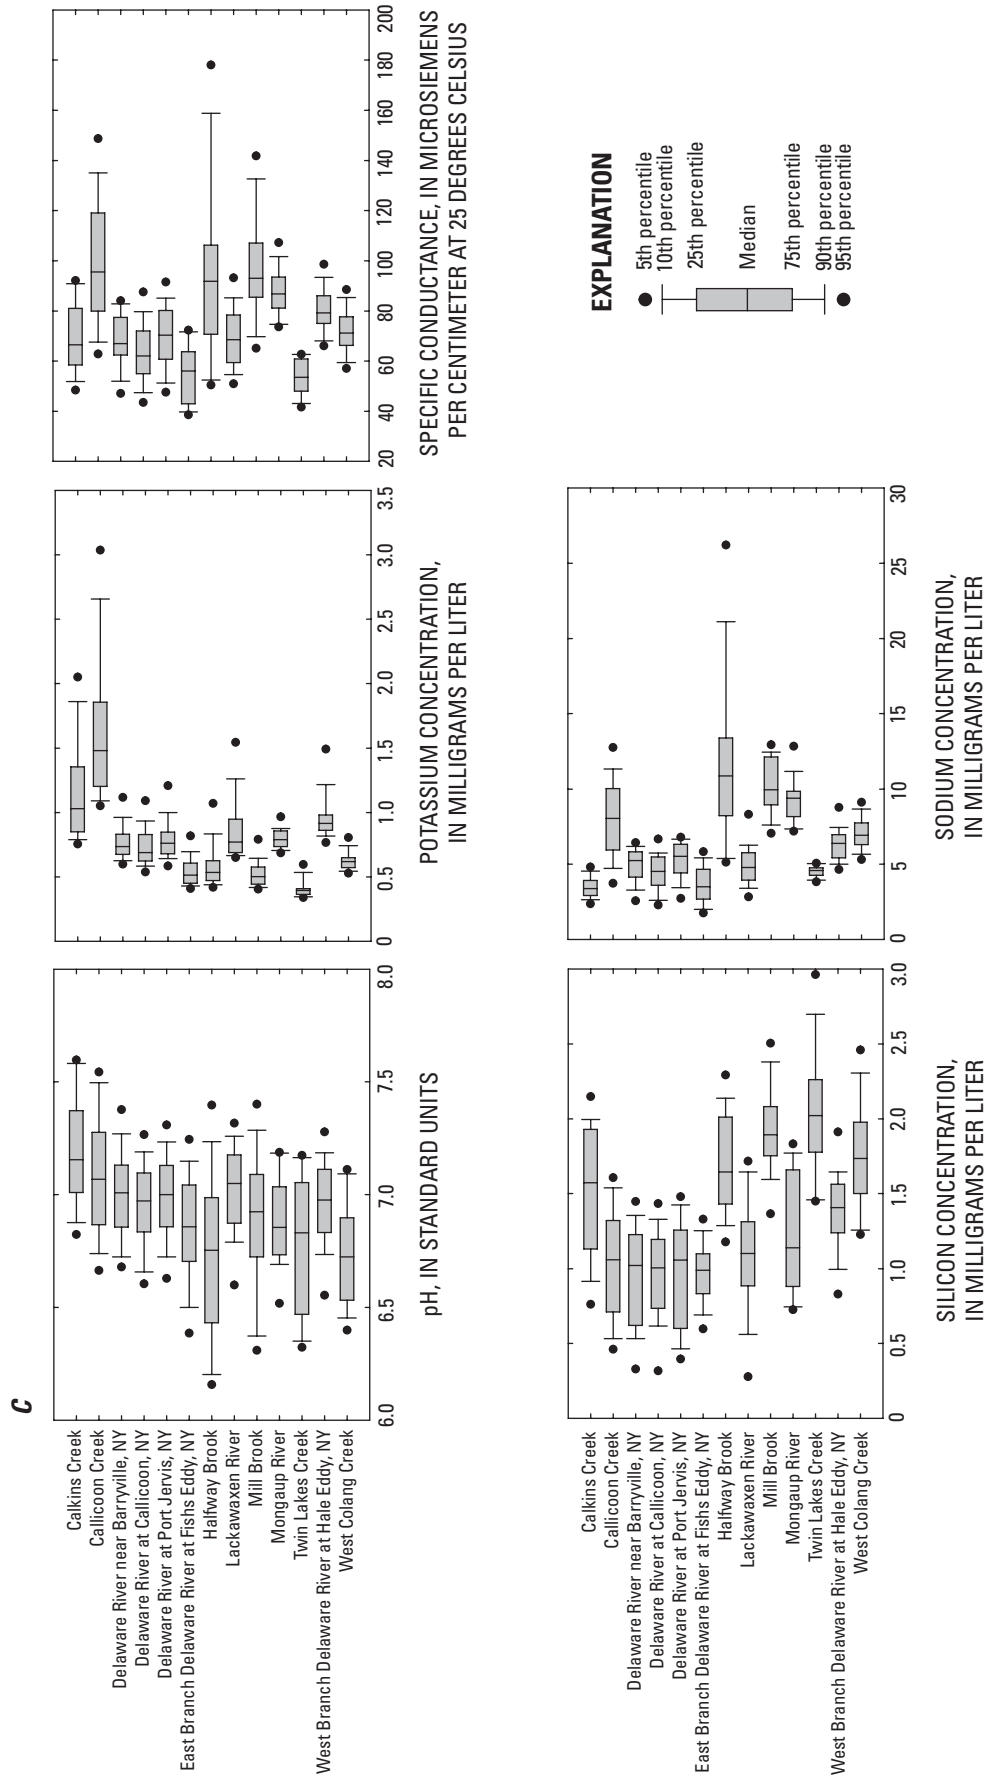 C
Calkins Creek
Callicoon Creek
Delaware River near Barryville, NY
Delaware River at Callicoon, NY
Delaware River at Port Jervis, NY
East Branch Delaware River at Fishs Eddy, NY
Halfway Brook
Lackawaxen River
Mill Brook
Mongaup River
Twin Lakes Creek
West Branch Delaware River at Hale Eddy, NY
West Colang Creek
6.0 6.5 7.0 7.5 8.0
pH, IN STANDARD UNITS
0 0.5 1.0 1.5 2.0 2.5 3.0 3.5
POTASSIUM CONCENTRATION,
IN MILLIGRAMS PER LITER
20 40 60 80 100 120 140 160 180 200
SPECIFIC CONDUCTANCE, IN MICROSIEMENS
PER CENTIMETER AT 25 DEGREES CELSIUS
Calkins Creek
Callicoon Creek
Delaware River near Barryville, NY
Delaware River at Callicoon, NY
Delaware River at Port Jervis, NY
East Branch Delaware River at Fishs Eddy, NY
Halfway Brook
Lackawaxen River
Mill Brook
Mongaup River
Twin Lakes Creek
West Branch Delaware River at Hale Eddy, NY
West Colang Creek
0 0.5 1.0 1.5 2.0 2.5 3.0
SILICON CONCENTRATION,
IN MILLIGRAMS PER LITER
0 5 10 15 20 25 30
SODIUM CONCENTRATION,
IN MILLIGRAMS PER LITER
EXPLANATION
5th percentile
10th percentile
25th percentile
Median
75th percentile
90th percentile
95th percentile